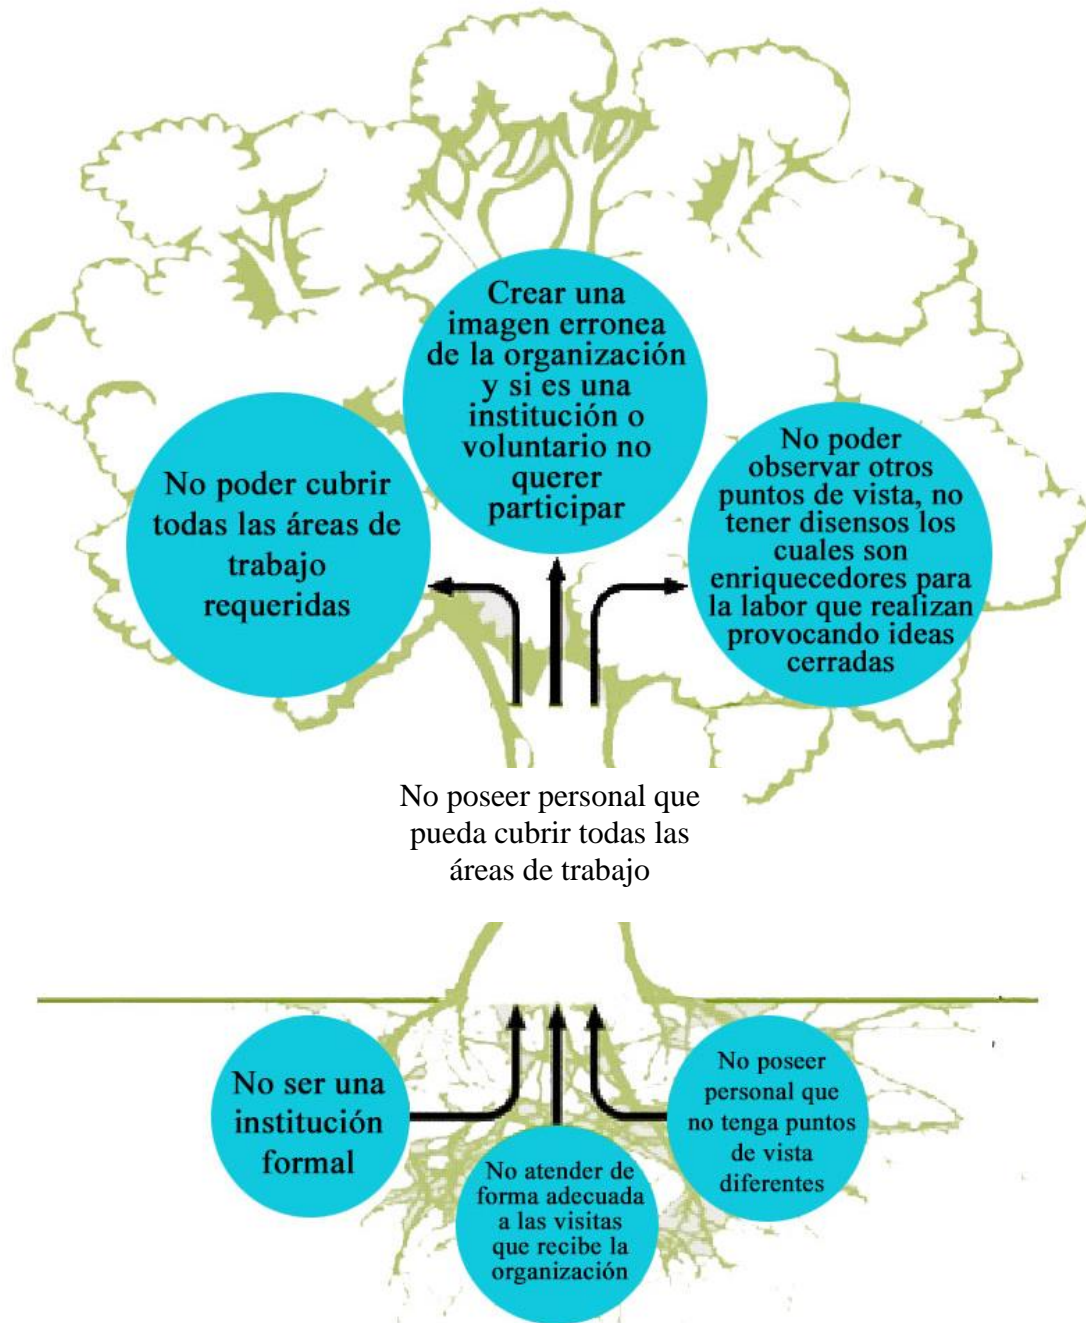 Crear una
imagen erronea
de la organización
y si es una
institución o
voluntario no
querer
participar
No poder cubrir
todas las áreas de
trabajo
requeridas
No poder
observar otros
puntos de vista, no
tener disensos los
cuales son
enriquecedores para
la labor que realizan
provocando ideas
cerradas
No poseer personal que
pueda cubrir todas las
áreas de trabajo
No ser una
institución
formal
No atender de
forma adecuada
a las visitas
que recibe la
organización
No poseer
personal que
no tenga puntos
de vista
diferentes